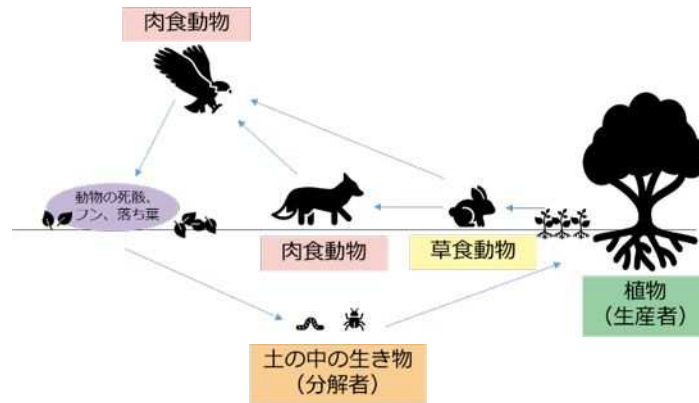 肉食動物
動物の死骸、
フン、落ち葉
肉食動物
草食動物
植物
（生産者）
土の中の生き物
（分解者）